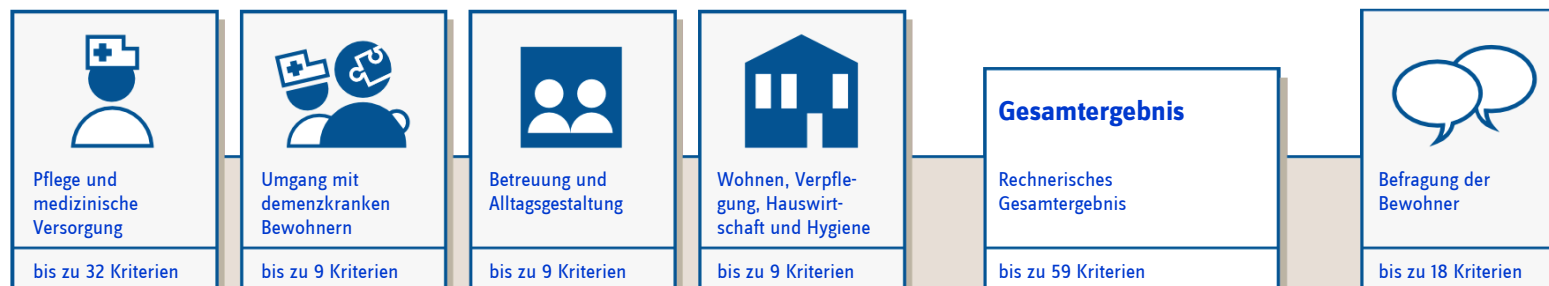 Pflege und
medizinische
Versorgung
bis zu 32 Kriterien
Umgang mit
demenzkranken
Bewohnern
bis zu 9 Kriterien
Betreuung und
Alltagsgestaltung
bis zu 9 Kriterien
Wohnen, Verpfle-
gung, Hauswirt-
schaft und Hygiene
bis zu 9 Kriterien
Gesamtergebnis
Rechnerisches
Gesamtergebnis
bis zu 59 Kriterien
Befragung der
Bewohner
bis zu 18 Kriterien